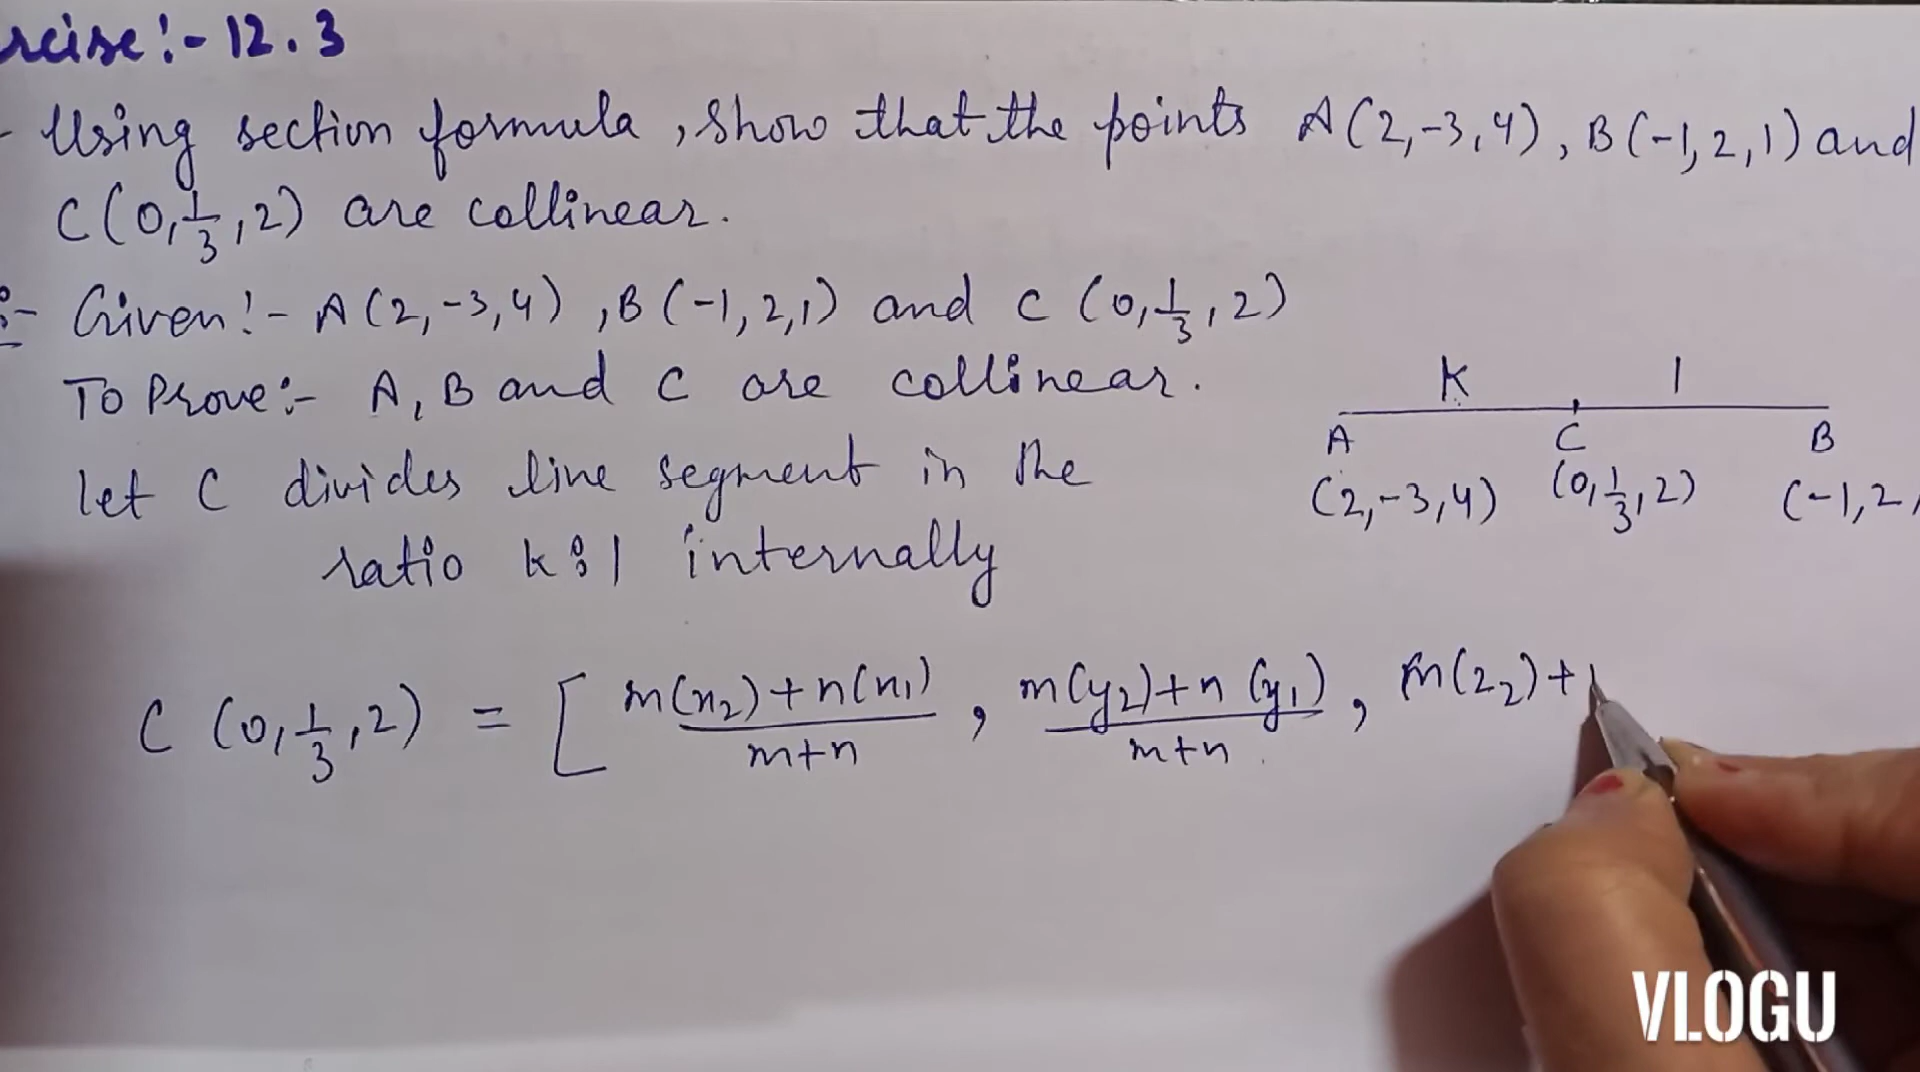 rcise:- 12.3
- Using section formula, show that the points A(2,-3,4), B(-1,2,1) and
C(0,1/3,2) are collinear.
:- Given:- A(2,-3,4), B(-1,2,1) and C(0,1/3,2)
To Prove:- A, B and C are collinear.
let C divides line segment in the
ratio k:1 internally
K 1
A C B
(2,-3,4) (0,1/3,2) (-1,2,
C (0,1/3,2) = [ m(x2)+n(x1)/m+n , m(y2)+n(y1)/m+n , m(z2)+
VLOGU